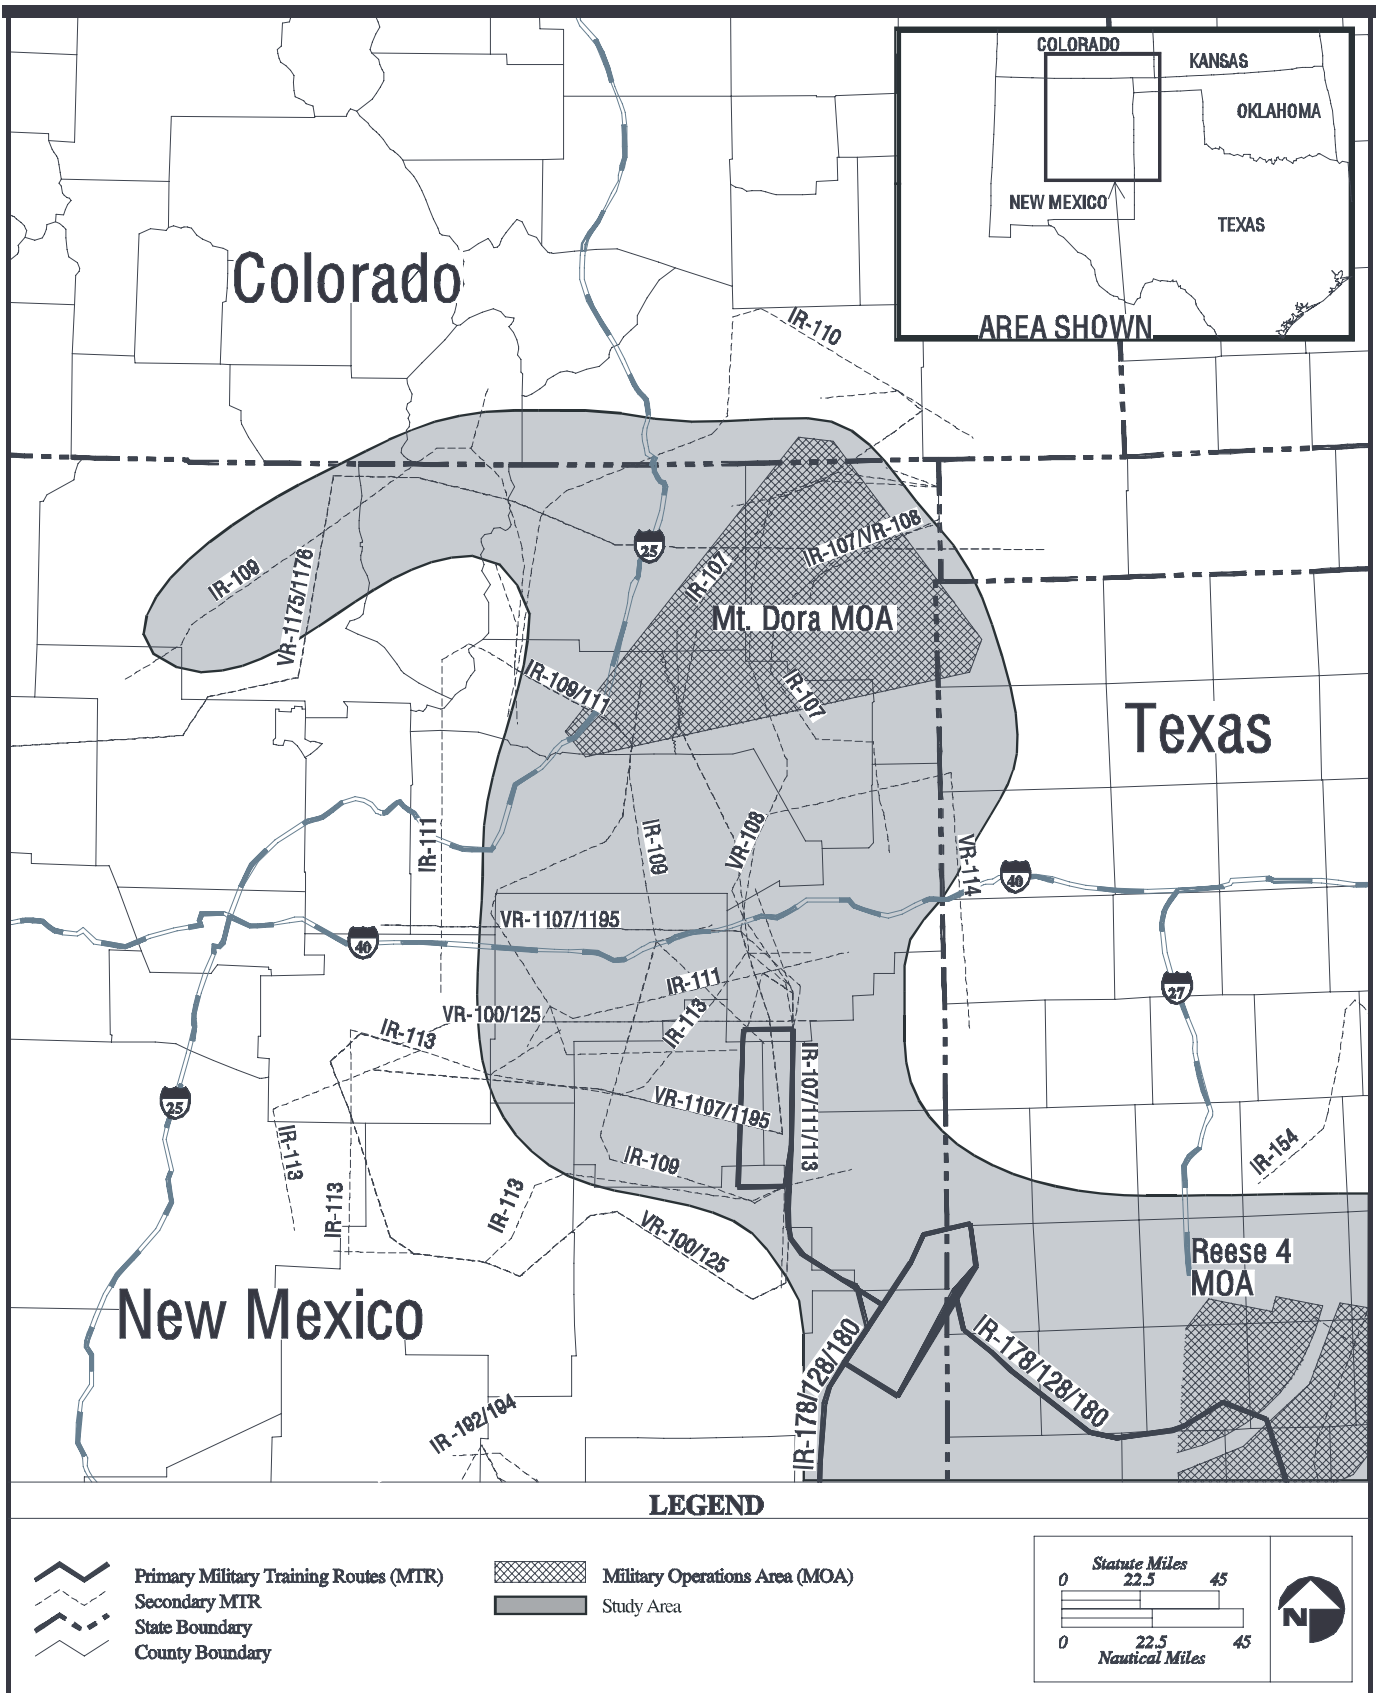 COLORADO
KANSAS
OKLAHOMA
NEW MEXICO
TEXAS
AREA SHOWN
Colorado
IR-110
25
IR-107/VR-108
IR-109
VR-1175/1176
IR-107
Mt. Dora MOA
IR-109/111
IR-107
Texas
IR-111
IR-109
VR-108
VR-114
40
VR-1107/1195
40
IR-111
27
VR-100/125
IR-113
IR-113
IR-107/111/113
25
VR-1107/1195
IR-113
IR-109
IR-154
IR-113
IR-113
VR-100/125
Reese 4
MOA
New Mexico
IR-178/128/180
IR-178/128/180
IR-192/194
LEGEND
Primary Military Training Routes (MTR)
Secondary MTR
State Boundary
County Boundary
Military Operations Area (MOA)
Study Area
Statute Miles
0 22.5 45
0 22.5 45
Nautical Miles
N